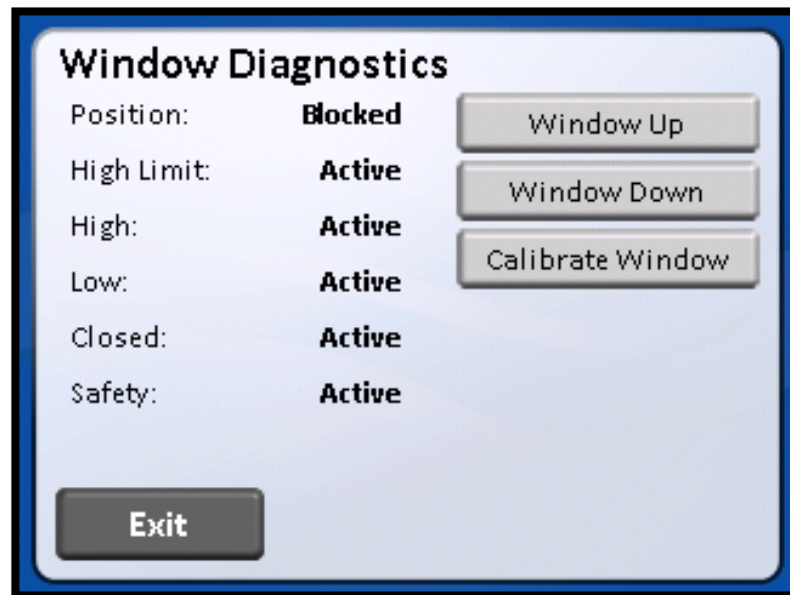 Window Diagnostics
Position: Blocked
High Limit: Active
High: Active
Low: Active
Closed: Active
Safety: Active
Window Up
Window Down
Calibrate Window
Exit